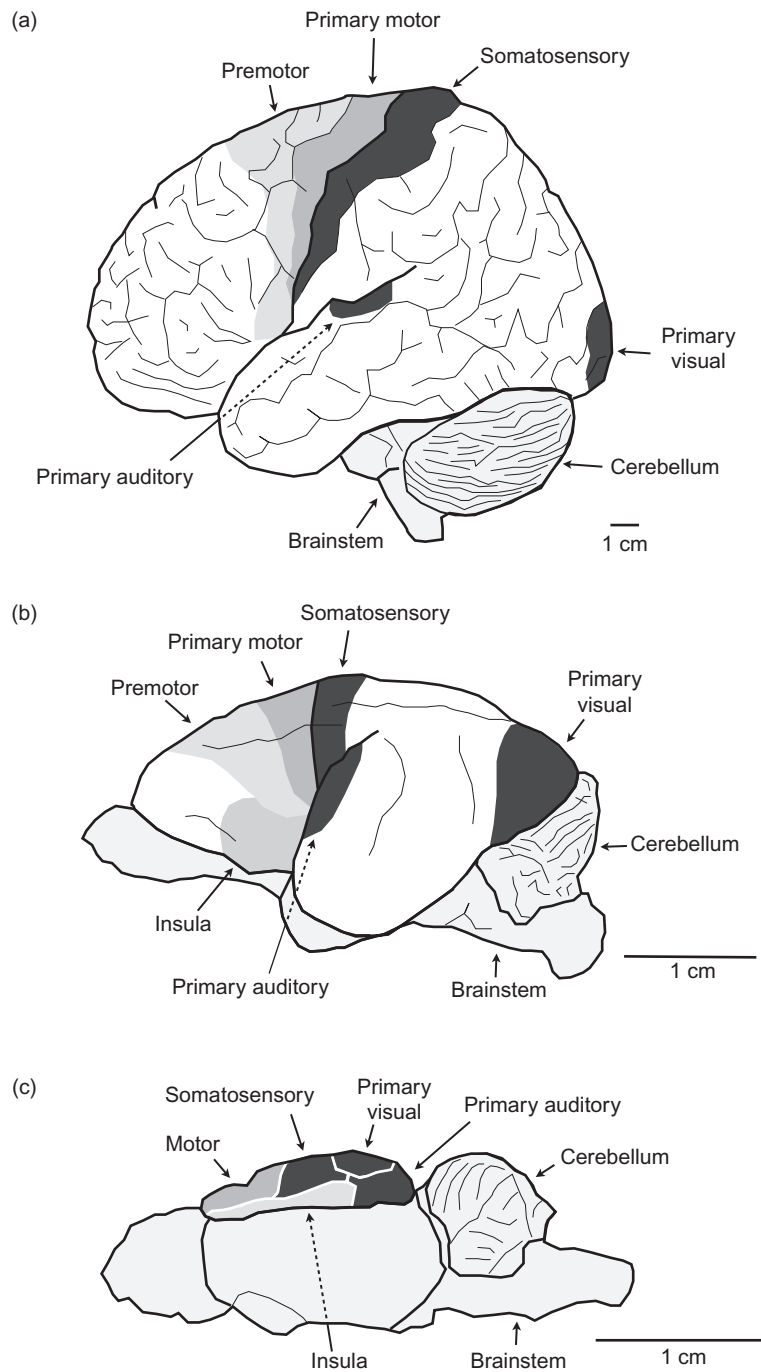 (a)
Primary motor
Premotor
Somatosensory
Primary
visual
Primary auditory
Cerebellum
Brainstem
1 cm
(b)
Somatosensory
Primary motor
Premotor
Primary
visual
Cerebellum
Insula
Primary auditory
Brainstem
1 cm
(c)
Somatosensory
Primary
visual
Primary auditory
Motor
Cerebellum
Insula
Brainstem
1 cm